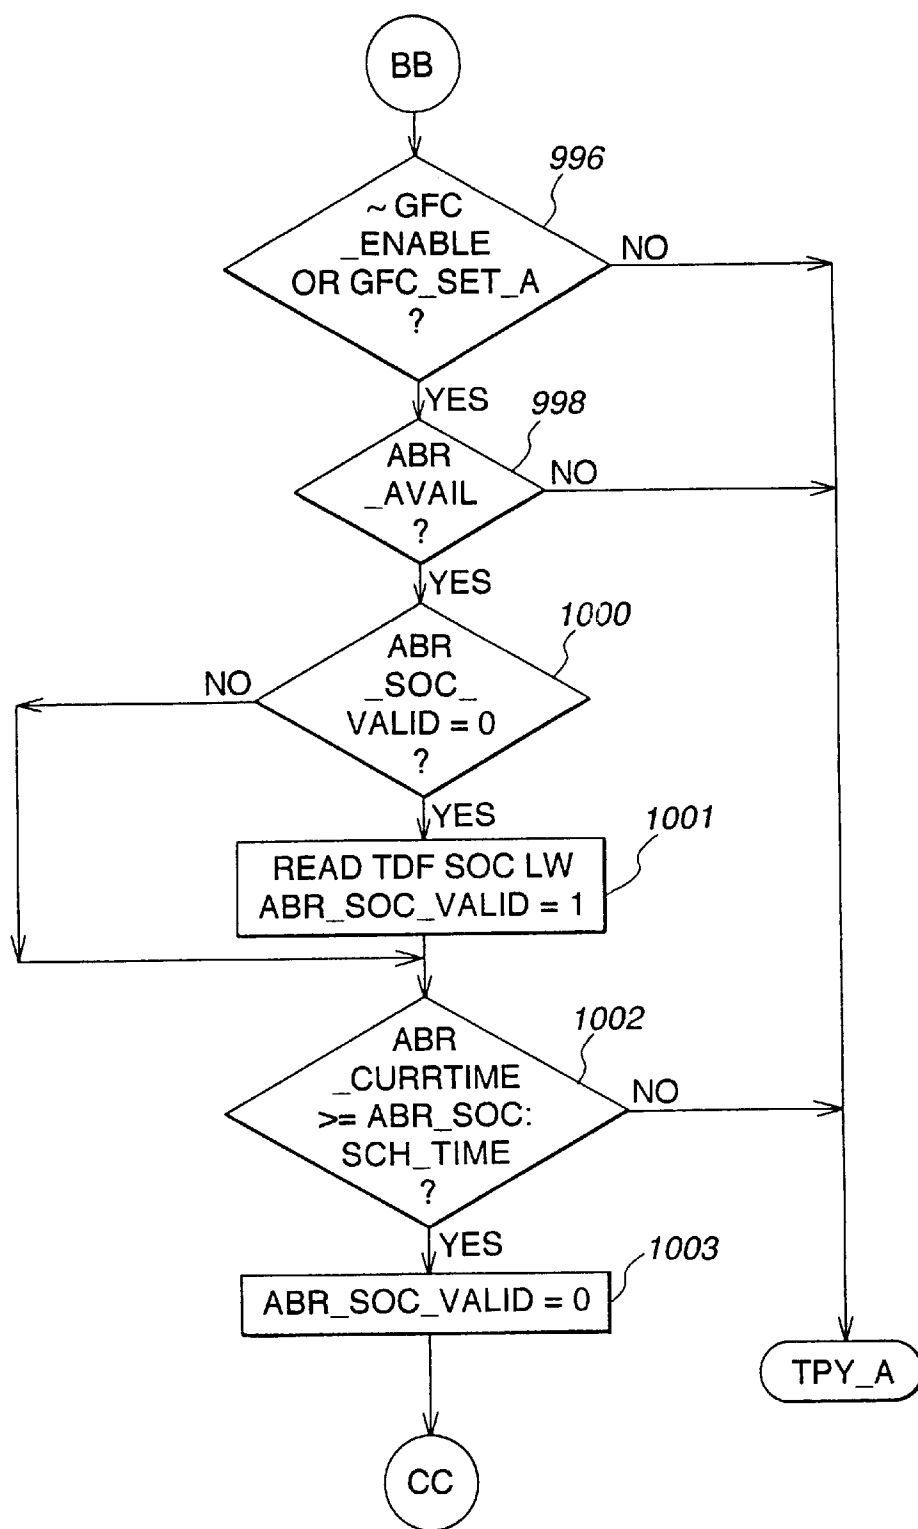 BB
996
~ GFC
_ENABLE
OR GFC_SET_A
?
NO
YES
998
ABR
_AVAIL
?
NO
YES
1000
ABR
_SOC_
VALID = 0
?
NO
YES
1001
READ TDF SOC LW
ABR_SOC_VALID = 1
1002
ABR
_CURRTIME
>= ABR_SOC:
SCH_TIME
?
NO
YES
1003
ABR_SOC_VALID = 0
TPY_A
CC